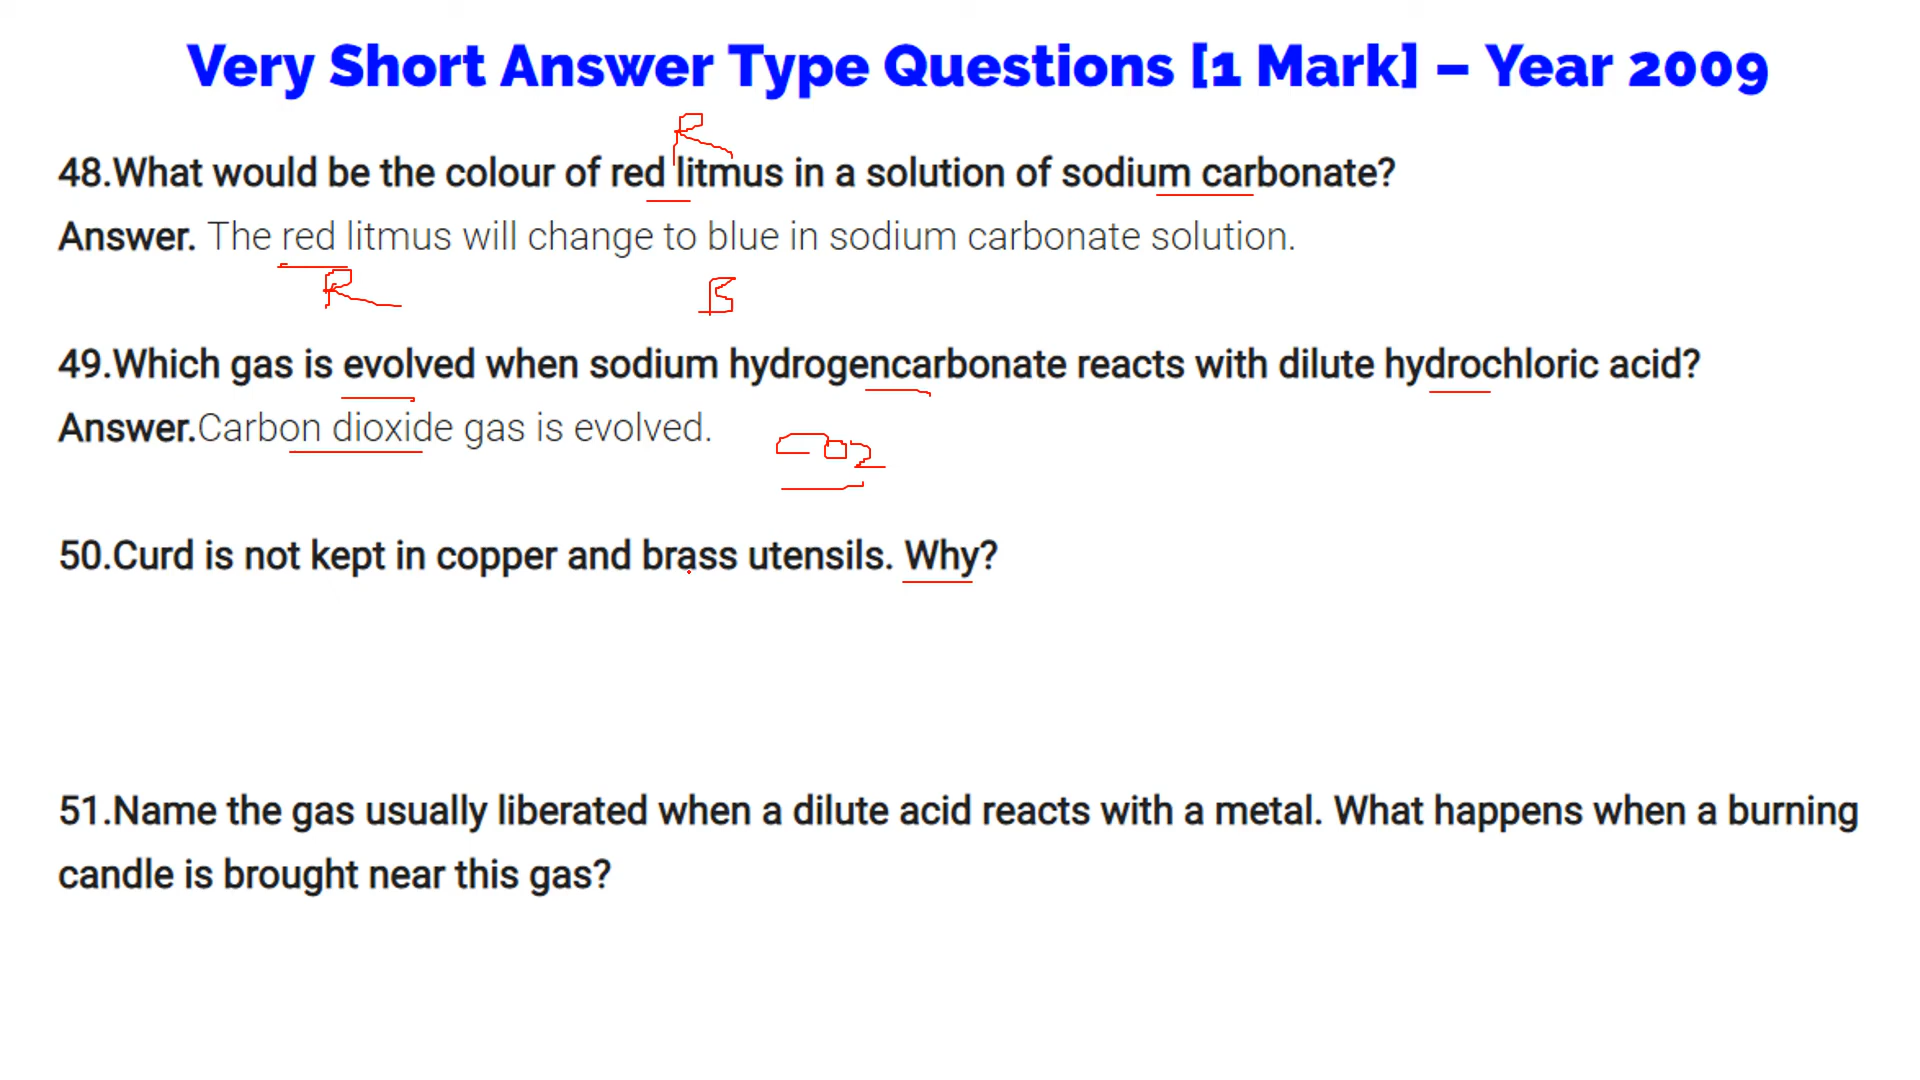 Very Short Answer Type Questions [1 Mark] – Year 2009
R
48.What would be the colour of red litmus in a solution of sodium carbonate?
Answer. The red litmus will change to blue in sodium carbonate solution.
R B
49.Which gas is evolved when sodium hydrogencarbonate reacts with dilute hydrochloric acid?
Answer.Carbon dioxide gas is evolved.
CO2
50.Curd is not kept in copper and brass utensils. Why?
51.Name the gas usually liberated when a dilute acid reacts with a metal. What happens when a burning
candle is brought near this gas?